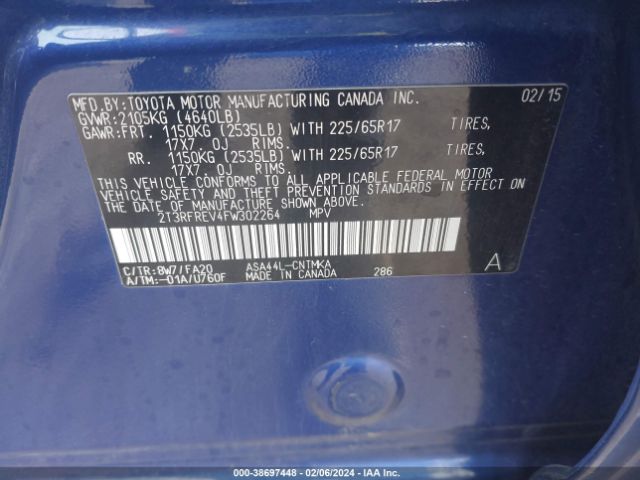 MFD.BY:TOYOTA MOTOR MANUFACTURING CANADA INC. 02/15
GVWR:2105KG (4640LB)
GAWR:FRT. 1150KG (2535LB) WITH 225/65R17 TIRES,
17X7.0J RIMS.
RR. 1150KG (2535LB) WITH 225/65R17 TIRES,
17X7.0J RIMS.
THIS VEHICLE CONFORMS TO ALL APPLICABLE FEDERAL MOTOR
VEHICLE SAFETY AND THEFT PREVENTION STANDARDS IN EFFECT ON
THE DATE OF MANUFACTURE SHOWN ABOVE.
2T3RFREV4FW302264 MPV
C/TR:8W7/FA20 ASA44L-CNTMKA
A/TM:-01A/U760F MADE IN CANADA 286 A
000-38697448 - 02/06/2024 - IAA Inc.